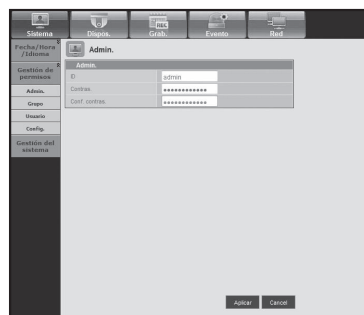 Sistema
Dispos.
REC
Grab.
Evento
Red
Fecha/Hora
/Idioma
Gestión de
permisos
Admin.
Grupo
Usuario
Config.
Gestión del
sistema
Admin.
Admin.
ID.
admin
Contras.
••••••••••••
Conf. contras.
••••••••••••
Aplicar
Cancel